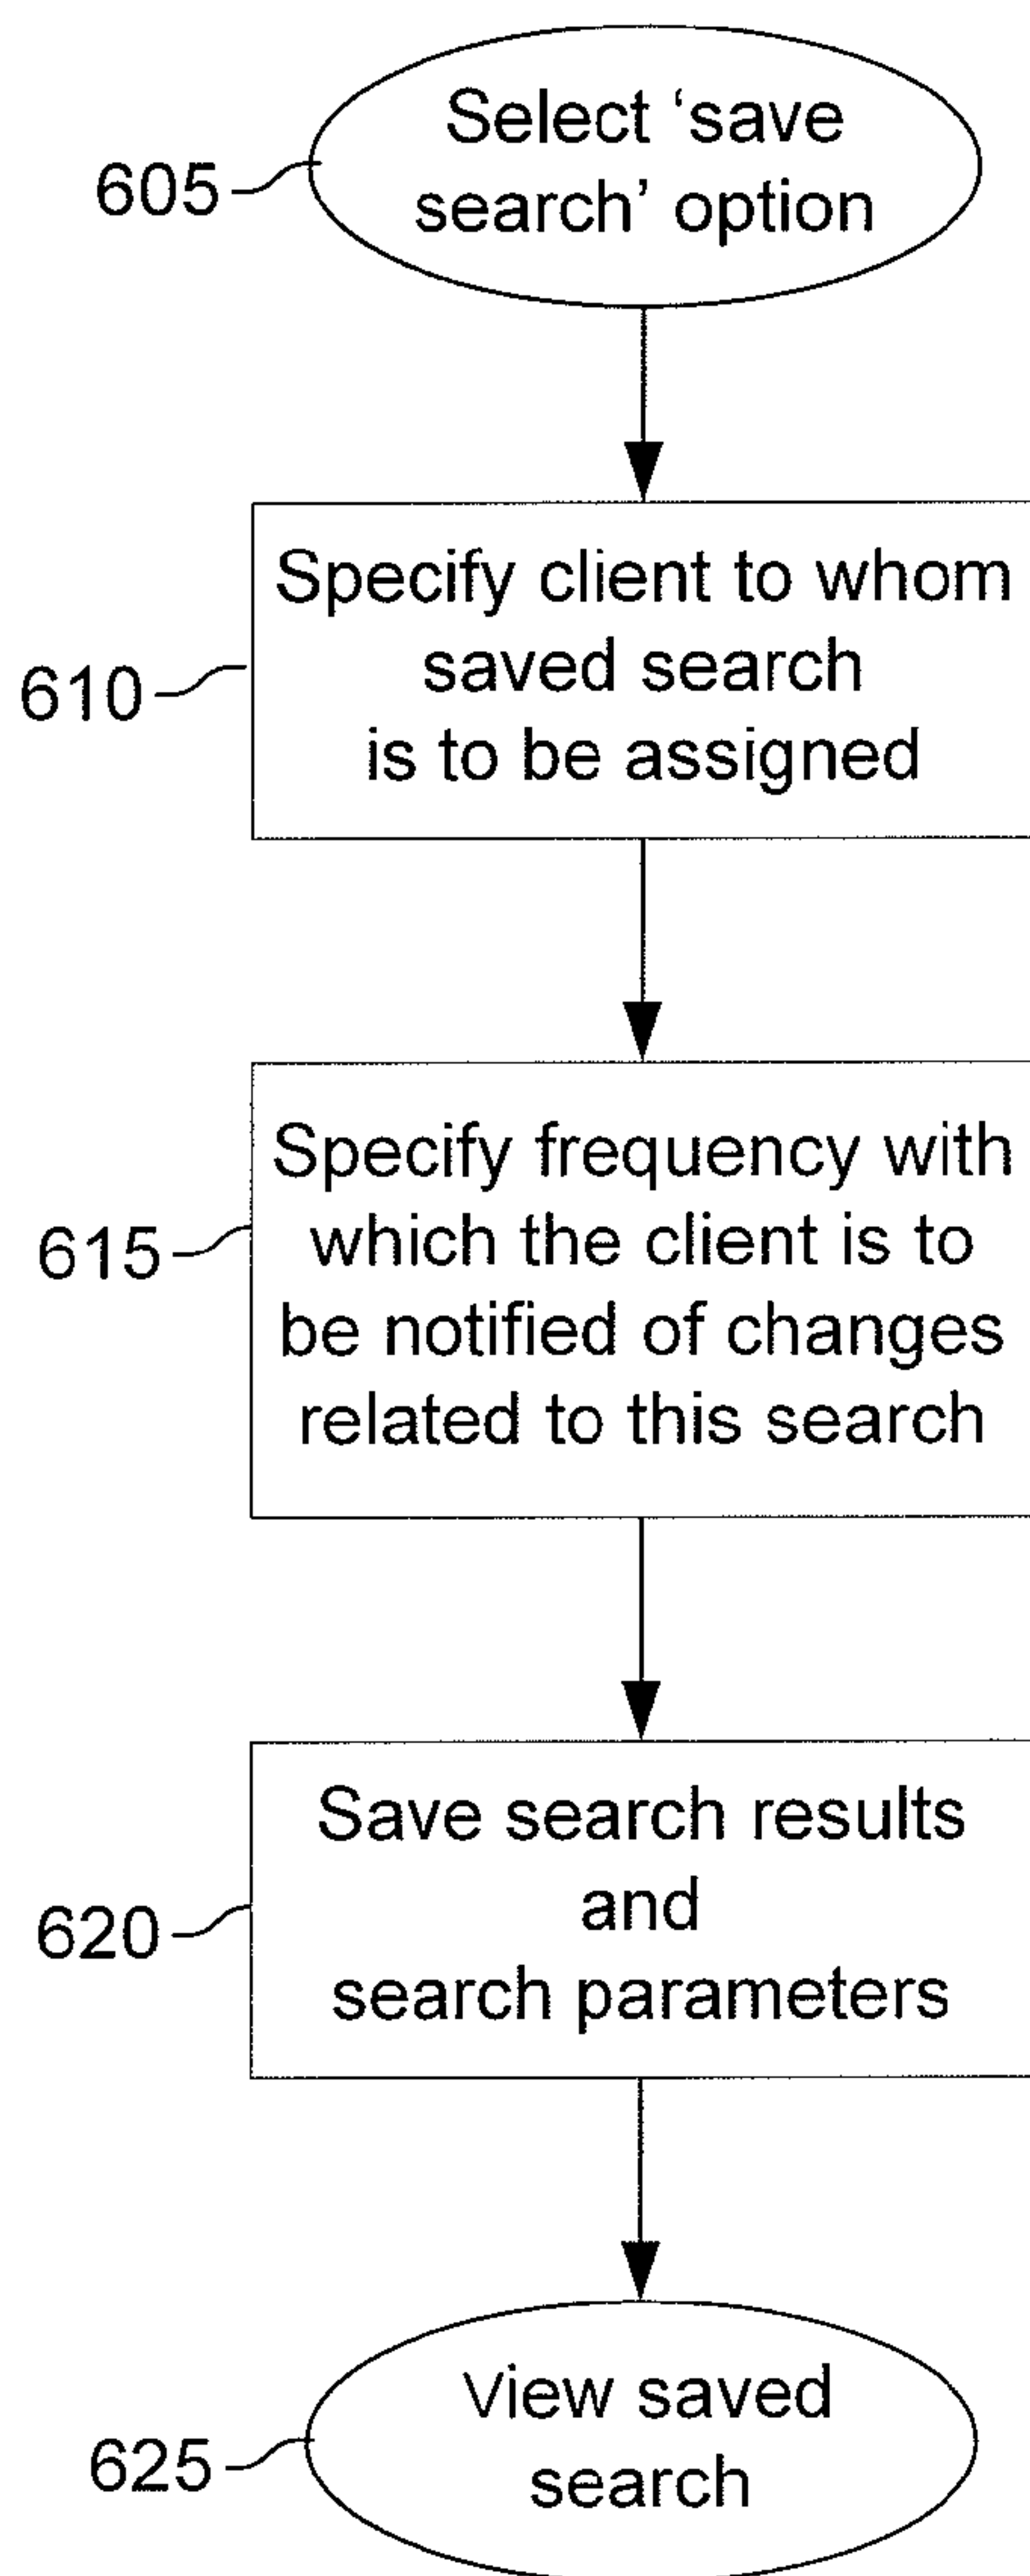 Select ‘save
search’ option
605
Specify client to whom
saved search
is to be assigned
610
Specify frequency with
which the client is to
be notified of changes
related to this search
615
Save search results
and
search parameters
620
View saved
search
625